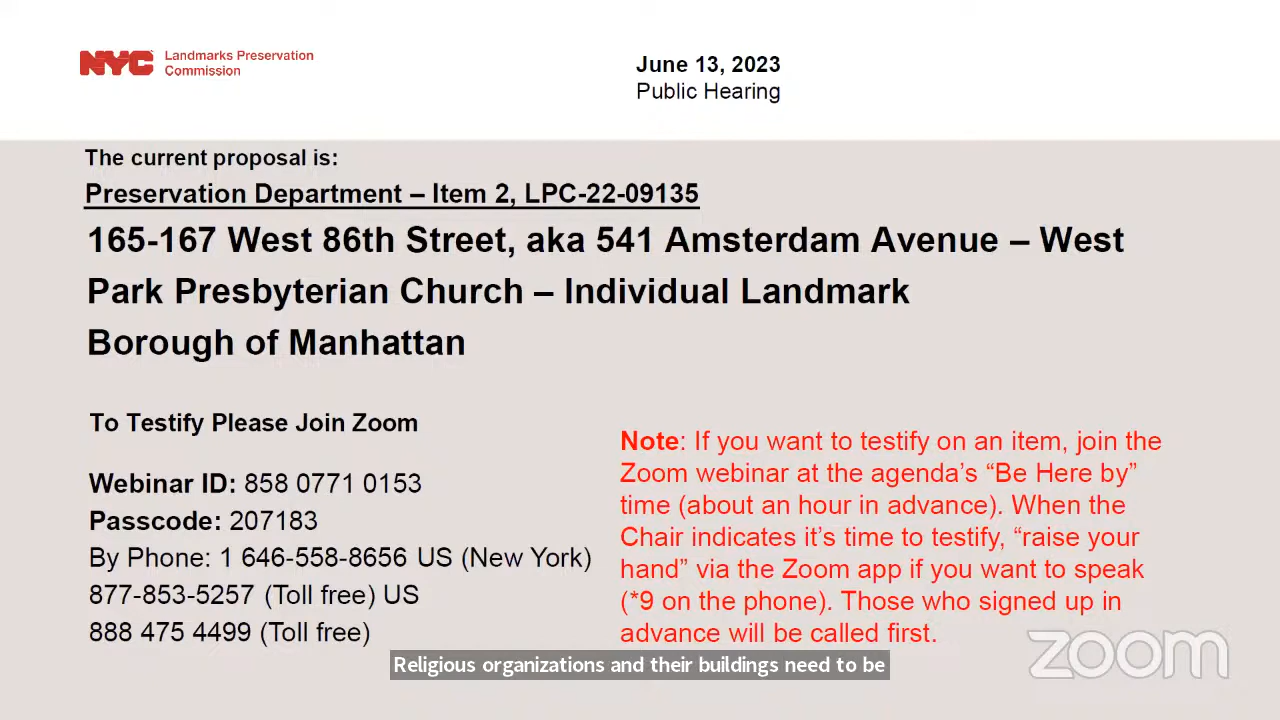 NYC Landmarks Preservation
Commission
June 13, 2023
Public Hearing
The current proposal is:
Preservation Department – Item 2, LPC-22-09135
165-167 West 86th Street, aka 541 Amsterdam Avenue – West
Park Presbyterian Church – Individual Landmark
Borough of Manhattan
To Testify Please Join Zoom
Webinar ID: 858 0771 0153
Passcode: 207183
By Phone: 1 646-558-8656 US (New York)
877-853-5257 (Toll free) US
888 475 4499 (Toll free)
Note: If you want to testify on an item, join the
Zoom webinar at the agenda’s “Be Here by”
time (about an hour in advance). When the
Chair indicates it’s time to testify, “raise your
hand” via the Zoom app if you want to speak
(*9 on the phone). Those who signed up in
advance will be called first.
zoom
Religious organizations and their buildings need to be